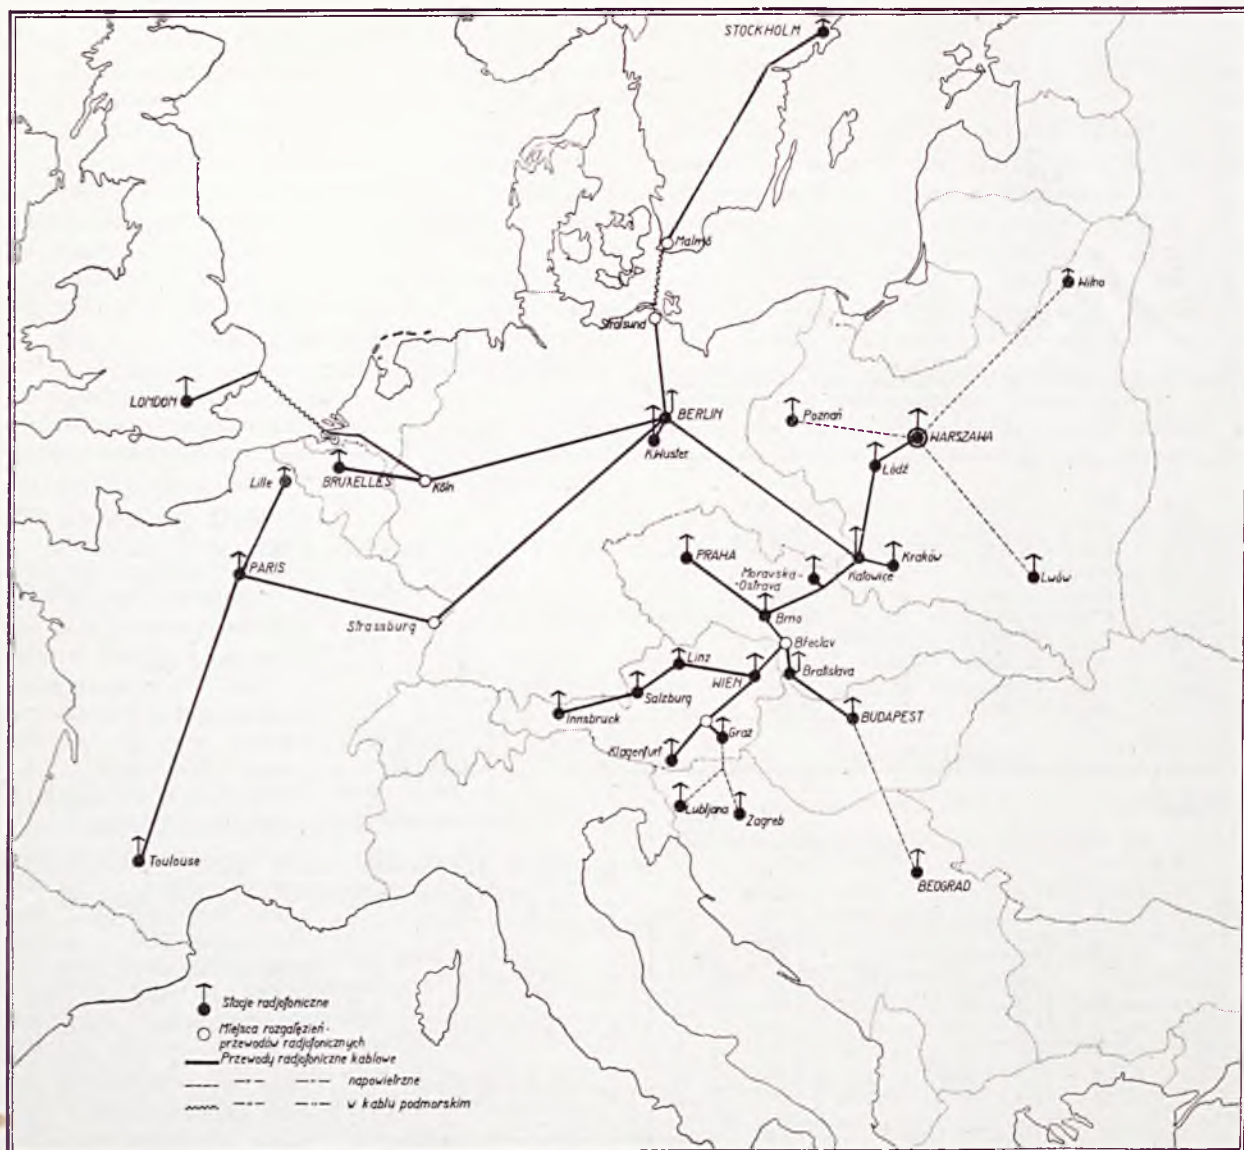 STOCKHOLM
Malmö
Wilno
Stralsund
LONDON
BERLIN
Poznań
WARSZAWA
K.Wuster
Łódź
BRUXELLES
Köln
Lille
PRAHA
Moravska-
-Ostrava
Katowice
Kraków
Lwów
PARIS
Strassburg
Brno
Břeclav
Linz
WIEN
Bratislava
Salzburg
Innsbruck
BUDAPEST
Graz
Klagenfurt
Lubljana
Zagreb
Toulouse
BEOGRAD
Stacje radjofoniczne
Miejsca rozgałęzień-
przewodów radjofonicznych
Przewody radjofoniczne kablowe
napowietrzne
w kablu podmorskim